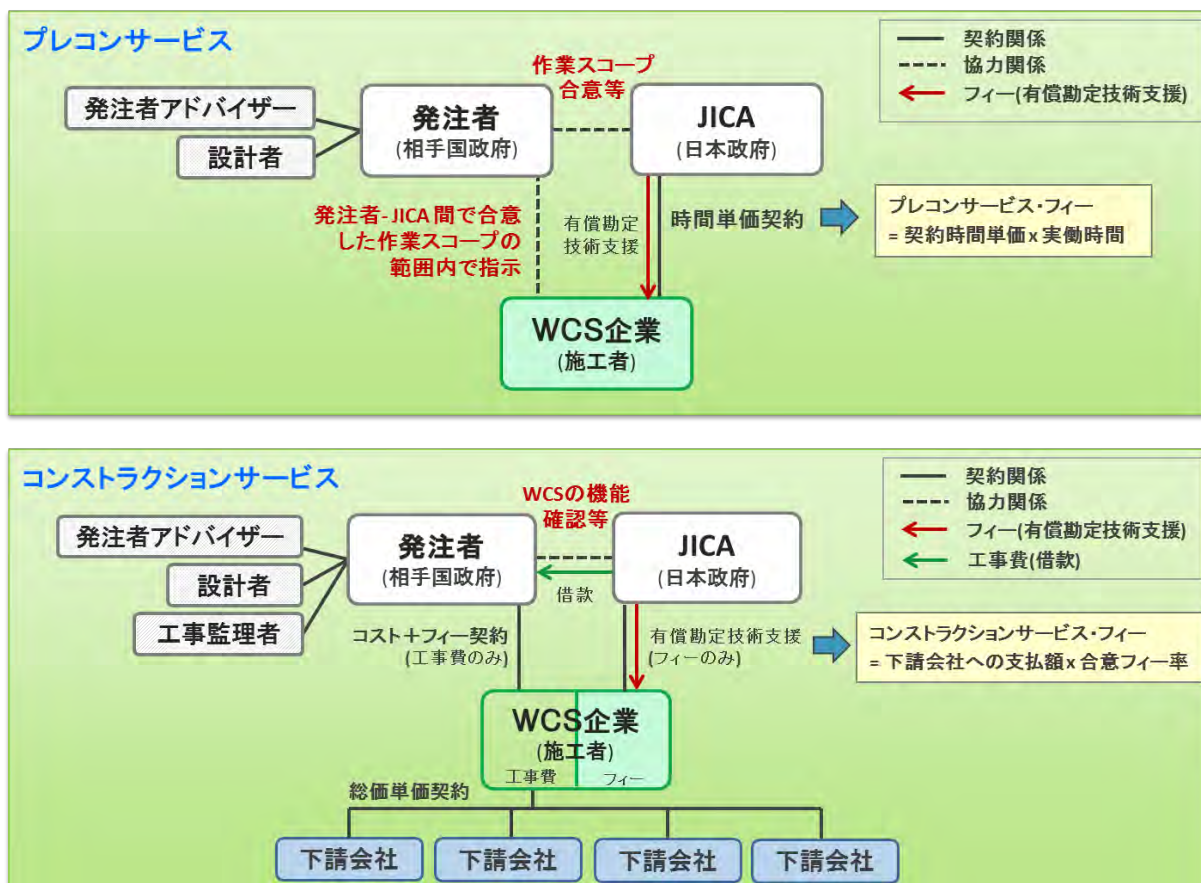 プレコンサービス
発注者アドバイザー
設計者
発注者
(相手国政府)
作業スコープ
合意等
JICA
(日本政府)
契約関係
協力関係
フィー(有償勘定技術支援)
発注者-JICA間で合意
した作業スコープの
範囲内で指示
有償勘定
技術支援
時間単価契約
プレコンサービス・フィー
= 契約時間単価 x 実働時間
WCS企業
(施工者)
コンストラクションサービス
発注者アドバイザー
設計者
工事監理者
発注者
(相手国政府)
WCSの機能
確認等
借款
JICA
(日本政府)
契約関係
協力関係
フィー(有償勘定技術支援)
工事費(借款)
コスト＋フィー契約
(工事費のみ)
有償勘定技術支援
(フィーのみ)
コンストラクションサービス・フィー
= 下請会社への支払額 x 合意フィー率
WCS企業
(施工者)
工事費 フィー
総価単価契約
下請会社 下請会社 下請会社 下請会社